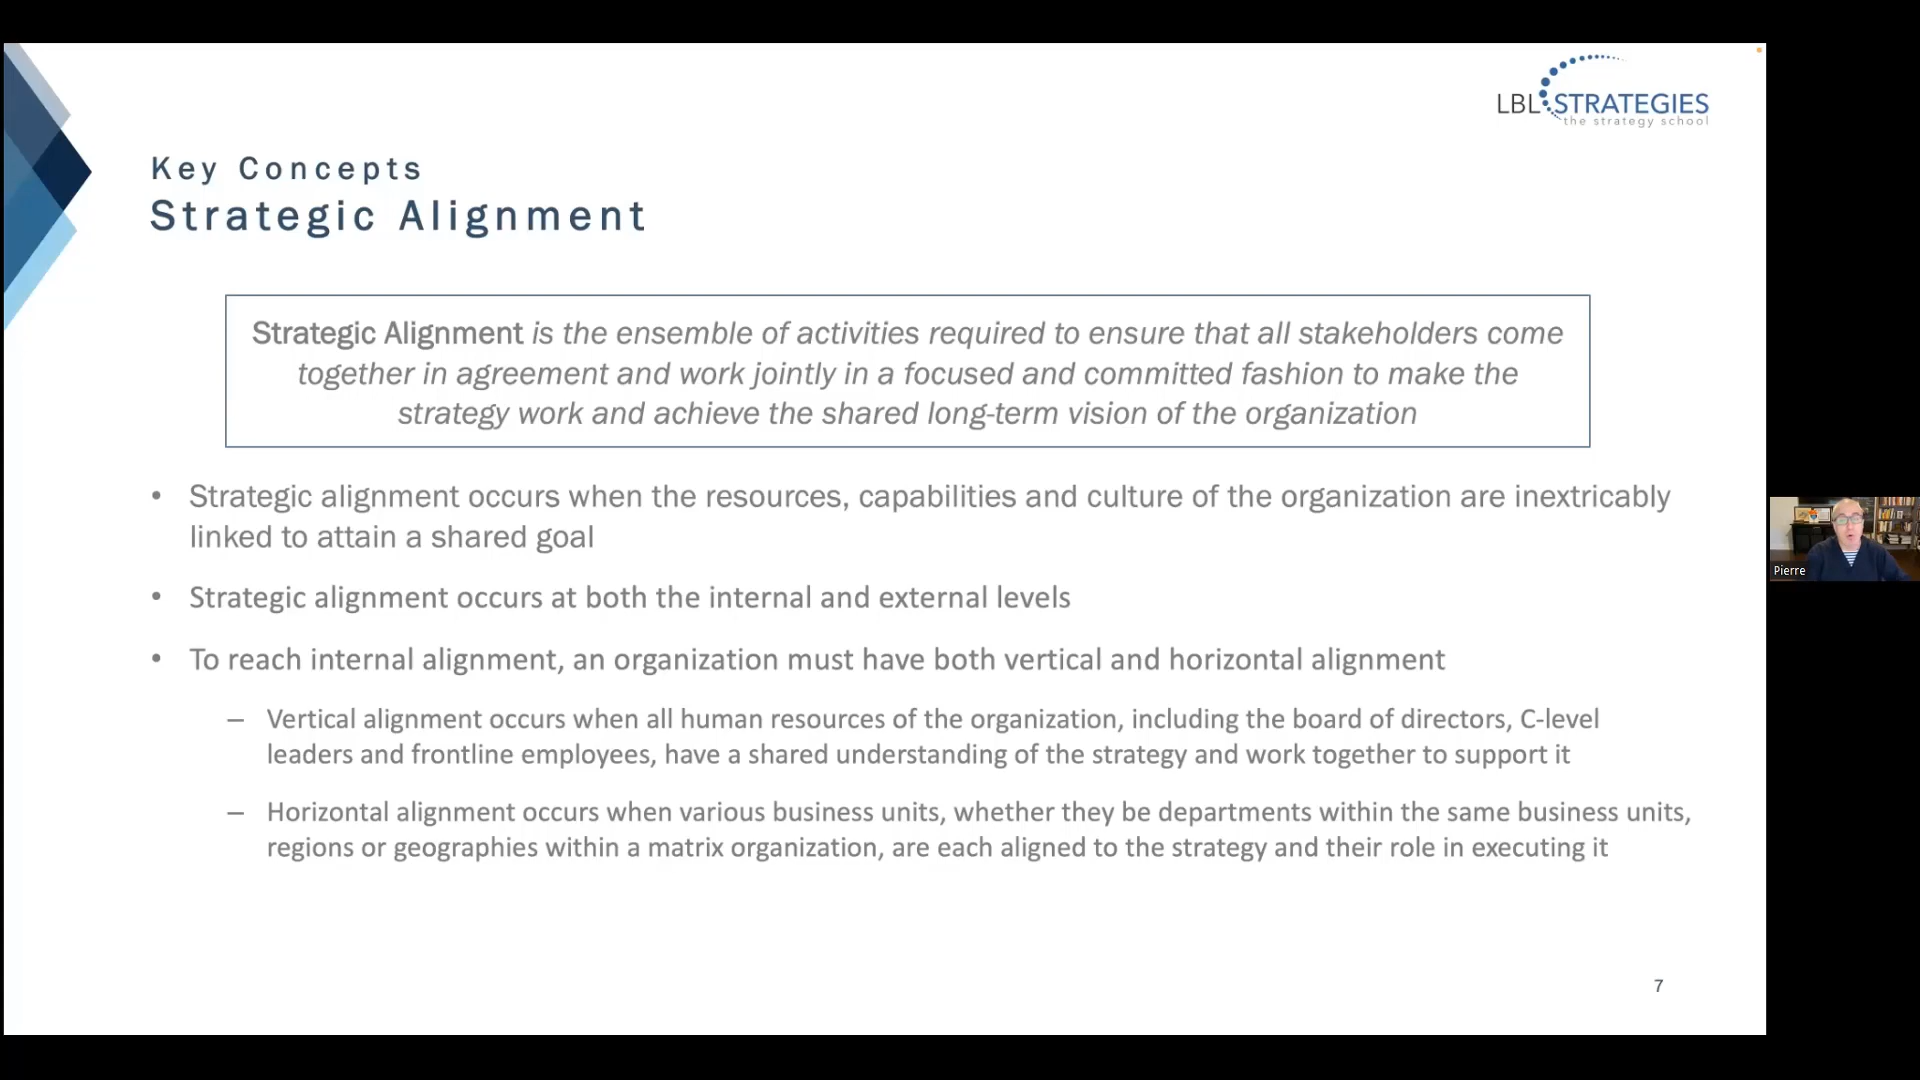 LBL STRATEGIES
the strategy school
Key Concepts
Strategic Alignment
Strategic Alignment is the ensemble of activities required to ensure that all stakeholders come
together in agreement and work jointly in a focused and committed fashion to make the
strategy work and achieve the shared long-term vision of the organization
• Strategic alignment occurs when the resources, capabilities and culture of the organization are inextricably
linked to attain a shared goal
• Strategic alignment occurs at both the internal and external levels
• To reach internal alignment, an organization must have both vertical and horizontal alignment
– Vertical alignment occurs when all human resources of the organization, including the board of directors, C-level
leaders and frontline employees, have a shared understanding of the strategy and work together to support it
– Horizontal alignment occurs when various business units, whether they be departments within the same business units,
regions or geographies within a matrix organization, are each aligned to the strategy and their role in executing it
7
Pierre